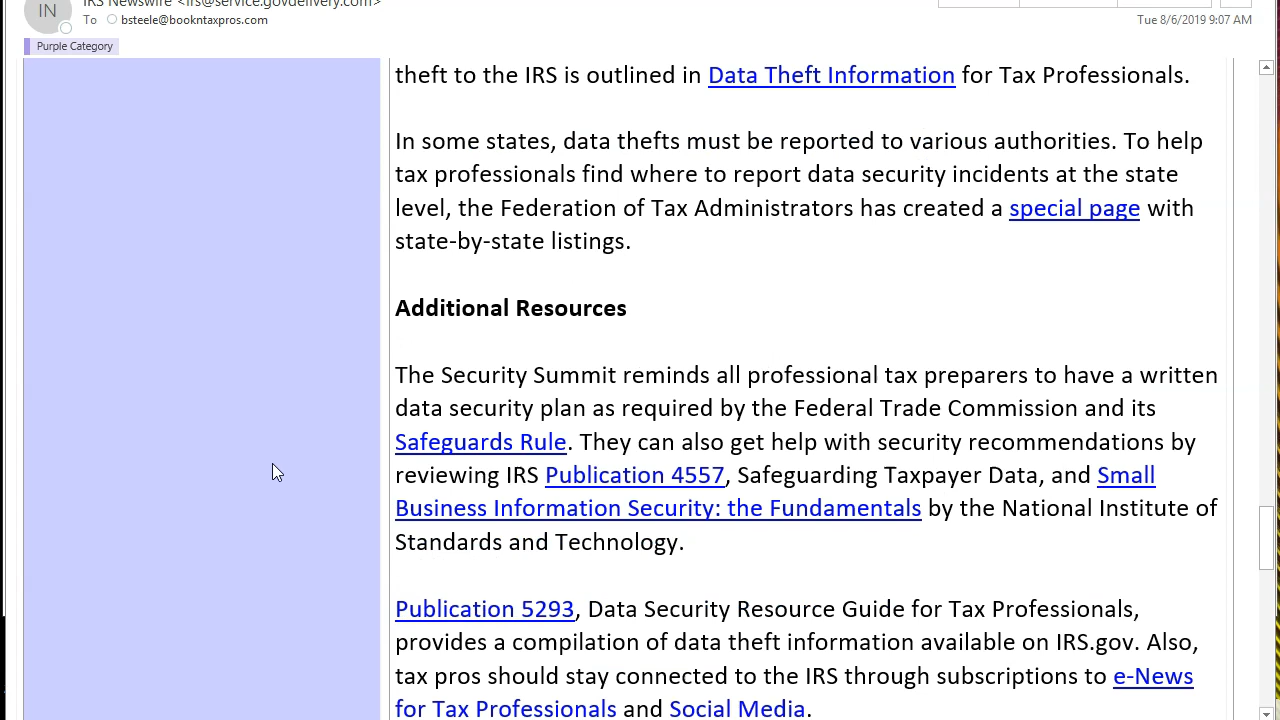 IN
IRS Newswire <irs@service.govdelivery.com>
To bsteele@bookntaxpros.com
Tue 8/6/2019 9:07 AM
Purple Category
theft to the IRS is outlined in Data Theft Information for Tax Professionals.
In some states, data thefts must be reported to various authorities. To help
tax professionals find where to report data security incidents at the state
level, the Federation of Tax Administrators has created a special page with
state-by-state listings.
Additional Resources
The Security Summit reminds all professional tax preparers to have a written
data security plan as required by the Federal Trade Commission and its
Safeguards Rule. They can also get help with security recommendations by
reviewing IRS Publication 4557, Safeguarding Taxpayer Data, and Small
Business Information Security: the Fundamentals by the National Institute of
Standards and Technology.
Publication 5293, Data Security Resource Guide for Tax Professionals,
provides a compilation of data theft information available on IRS.gov. Also,
tax pros should stay connected to the IRS through subscriptions to e-News
for Tax Professionals and Social Media.